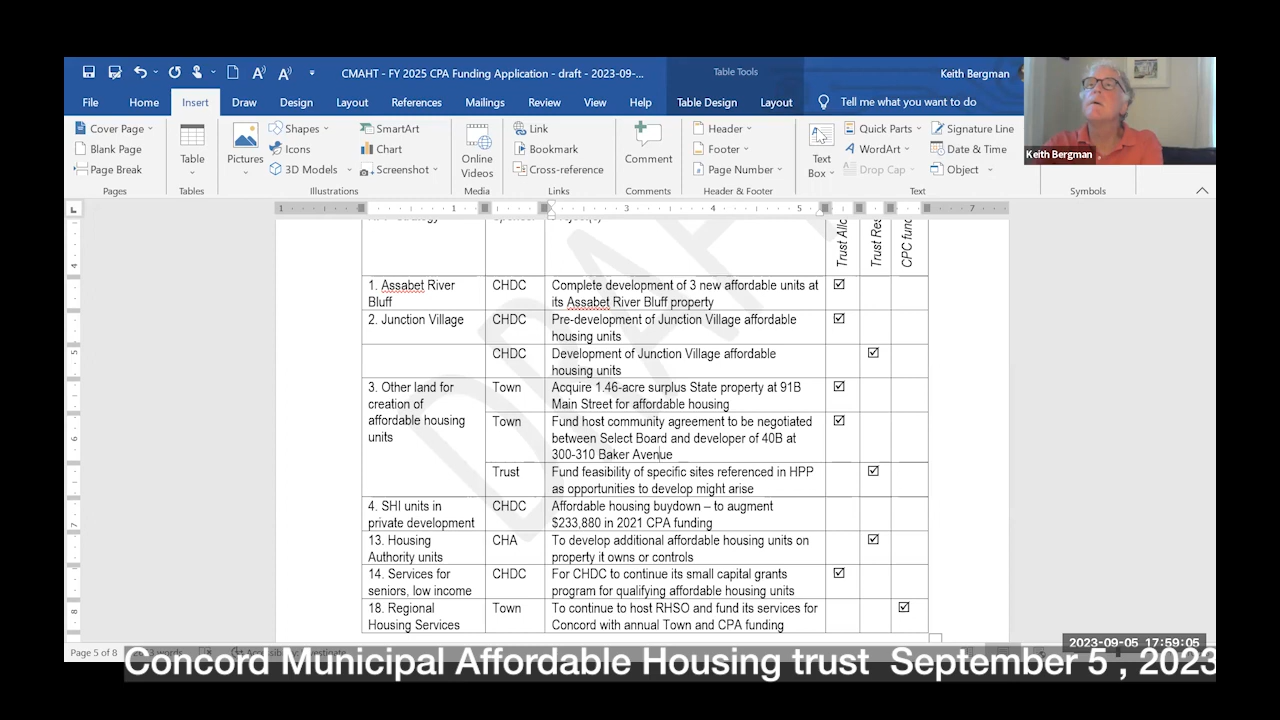 CMAHT - FY 2025 CPA Funding Application - draft - 2023-09-...
Table Tools
Keith Bergman
File Home Insert Draw Design Layout References Mailings Review View Help Table Design Layout Tell me what you want to do
Cover Page
Blank Page
Page Break
Pages
Table
Tables
Pictures
Shapes
Icons
3D Models
SmartArt
Chart
Screenshot
Illustrations
Online
Videos
Media
Link
Bookmark
Cross-reference
Links
Comment
Comments
Header
Footer
Page Number
Header & Footer
Text
Box
Quick Parts
WordArt
Drop Cap
Signature Line
Date & Time
Object
Text
Symbols
Keith Bergman
Trust Allo
Trust Res
CPC fund
DRAFT
1. Assabet River
Bluff
CHDC
Complete development of 3 new affordable units at
its Assabet River Bluff property
2. Junction Village
CHDC
Pre-development of Junction Village affordable
housing units
CHDC
Development of Junction Village affordable
housing units
3. Other land for
creation of
affordable housing
units
Town
Acquire 1.46-acre surplus State property at 91B
Main Street for affordable housing
Town
Fund host community agreement to be negotiated
between Select Board and developer of 40B at
300-310 Baker Avenue
Trust
Fund feasibility of specific sites referenced in HPP
as opportunities to develop might arise
4. SHI units in
private development
CHDC
Affordable housing buydown – to augment
$233,880 in 2021 CPA funding
13. Housing
Authority units
CHA
To develop additional affordable housing units on
property it owns or controls
14. Services for
seniors, low income
CHDC
For CHDC to continue its small capital grants
program for qualifying affordable housing units
18. Regional
Housing Services
Town
To continue to host RHSO and fund its services for
Concord with annual Town and CPA funding
Page 5 of 8
2023-09-05 17:59:05
Concord Municipal Affordable Housing trust September 5 , 2023